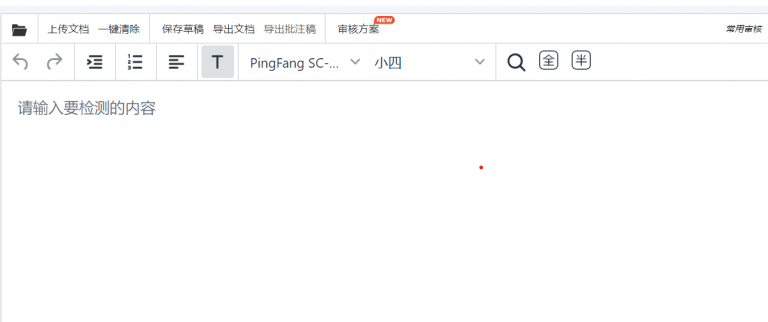 上传文档 一键清除 保存草稿 导出文档 导出批注稿 审核方案 NEW 常用审核
T PingFang SC-... 小四 全 半
请输入要检测的内容